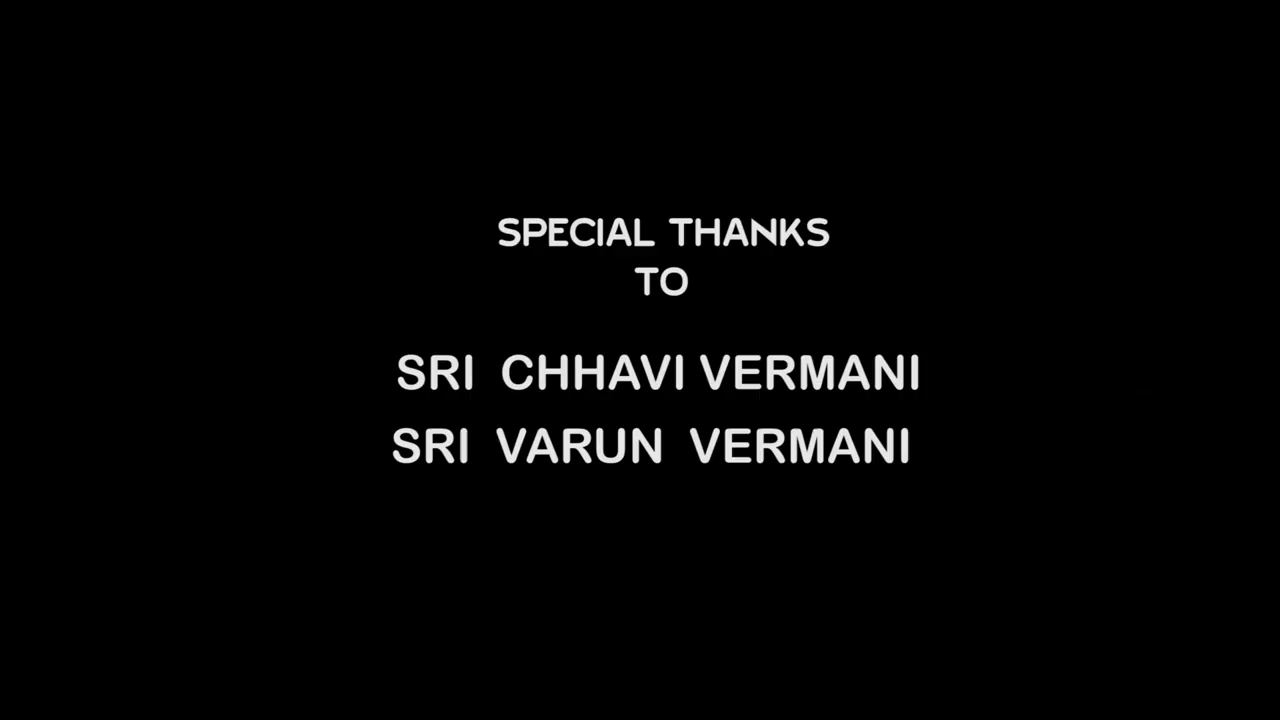 SPECIAL THANKS
TO
SRI CHHAVI VERMANI
SRI VARUN VERMANI